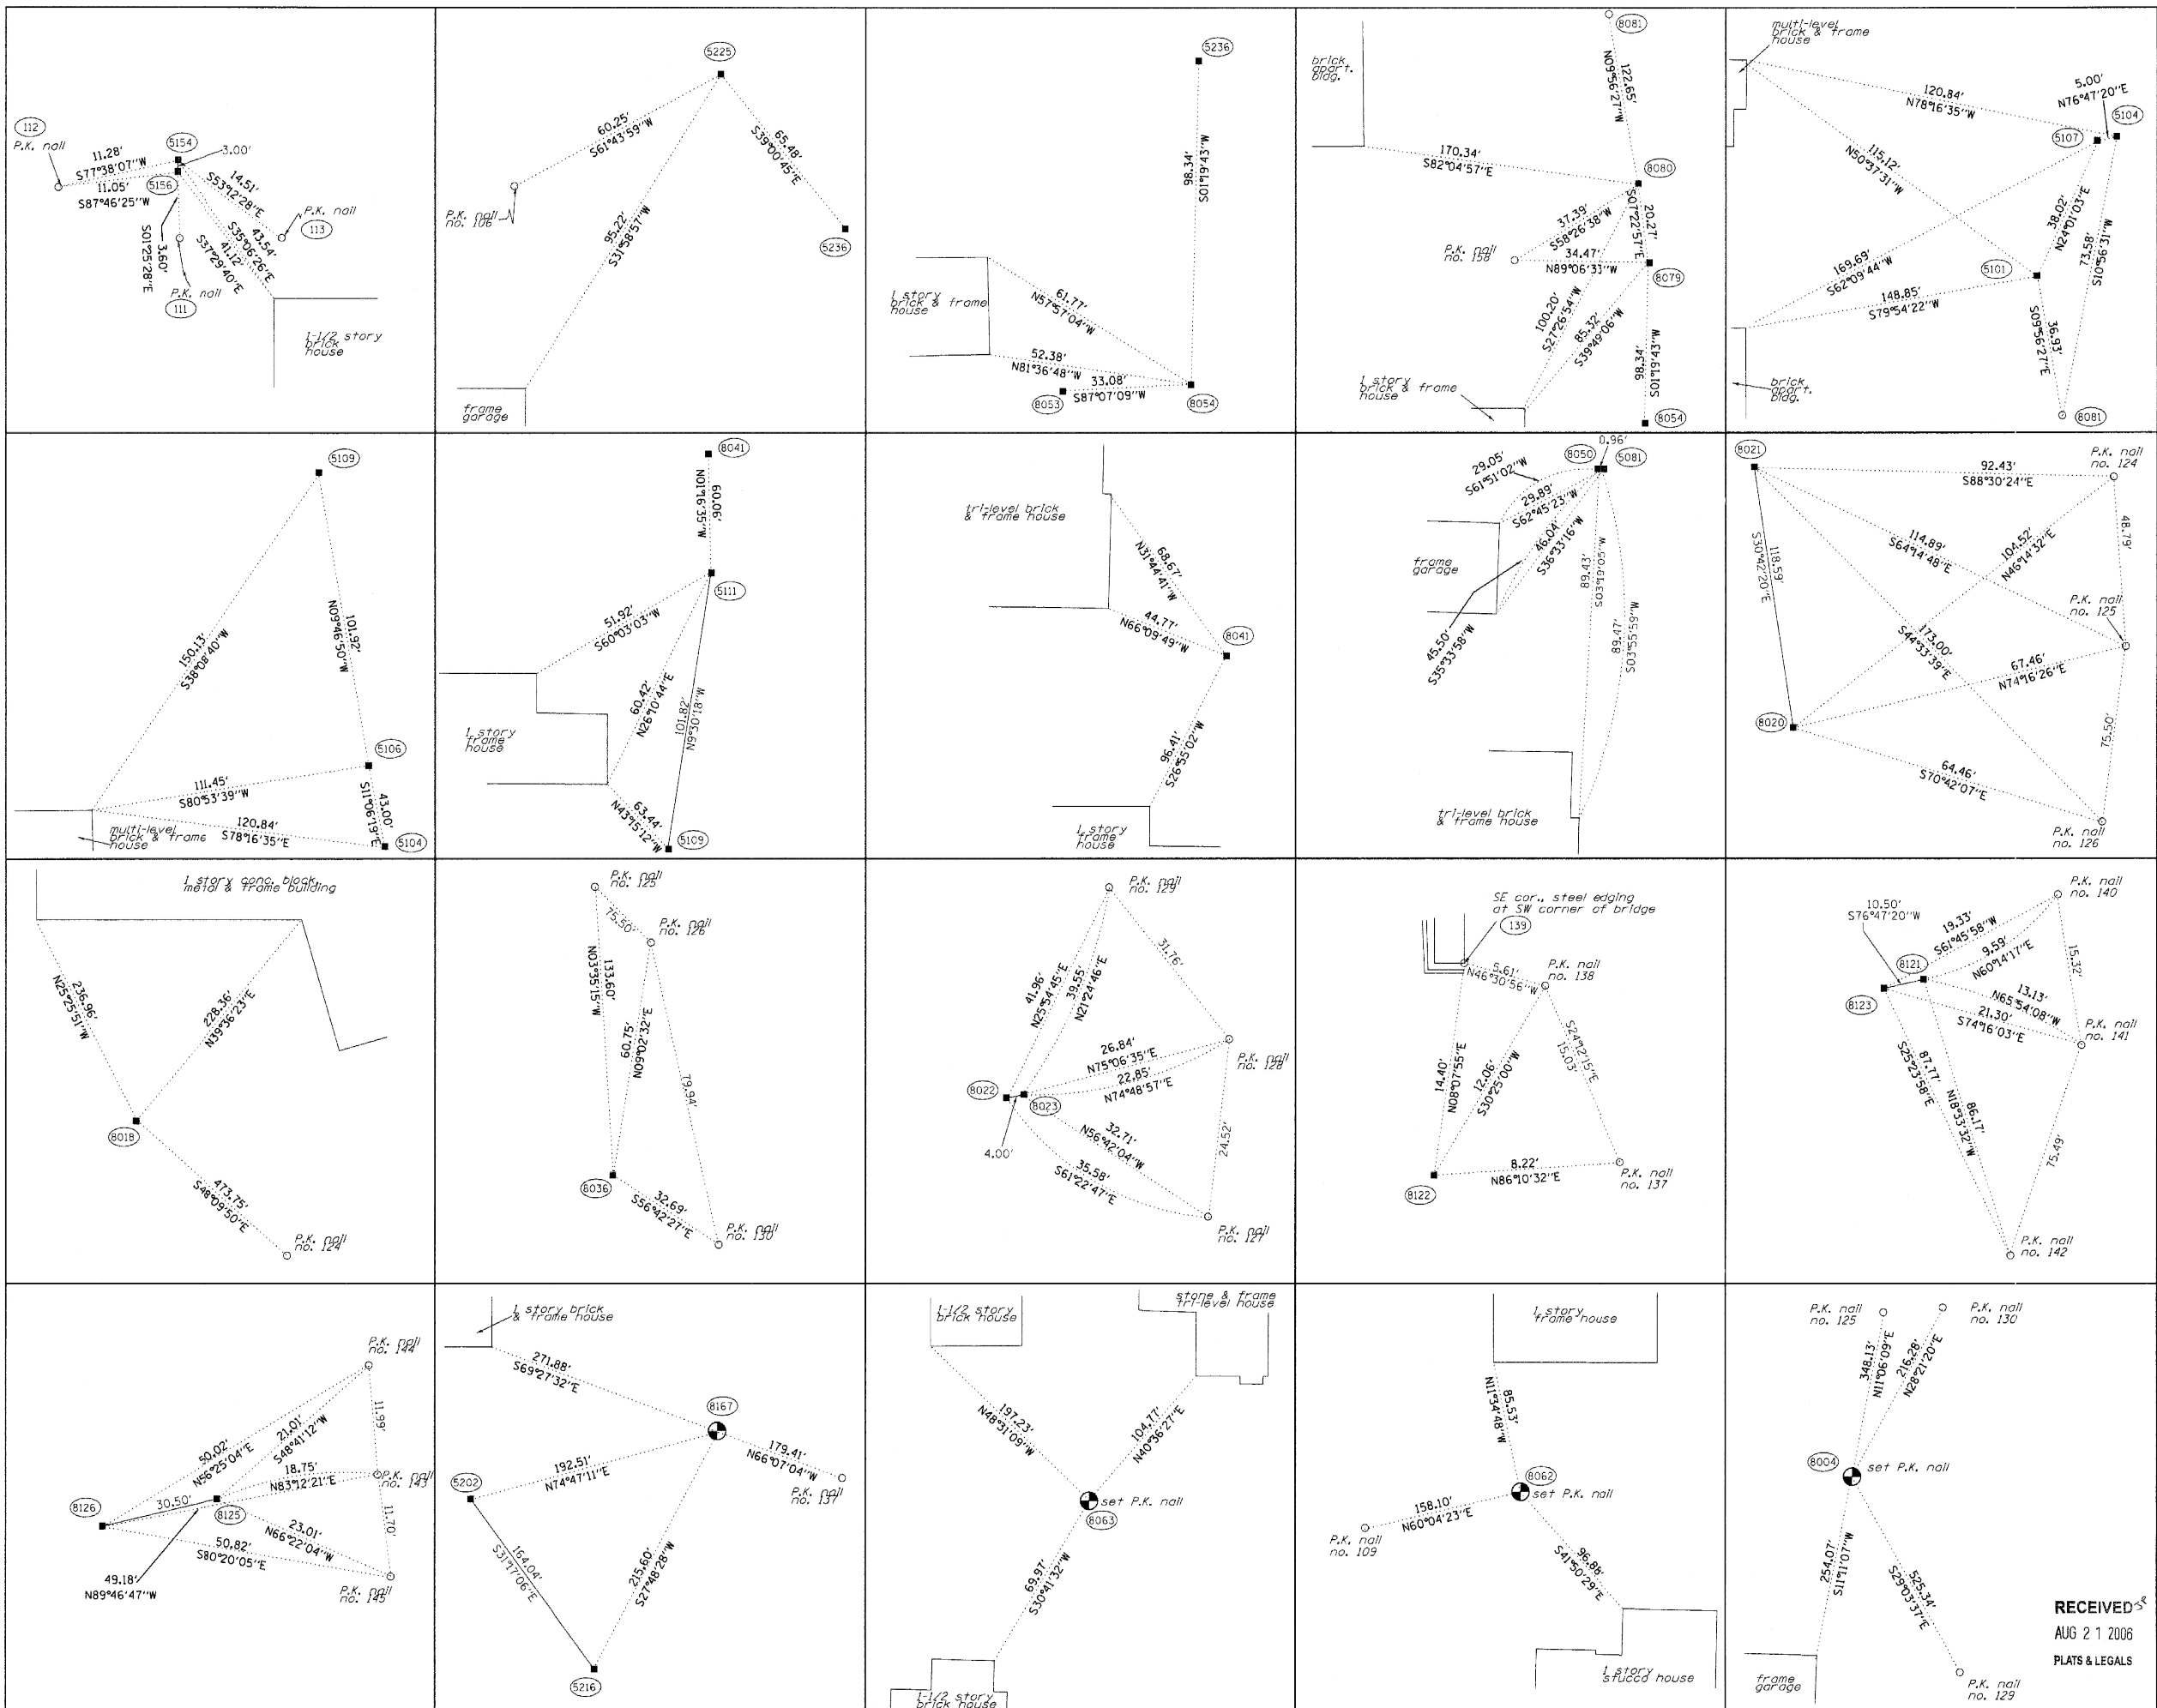 112
P.K. nail
11.28'
S77°38'07"W
11.05'
S87°46'25"W
5154
3.00'
5156
14.51'
S53°12'28"E
P.K. nail
113
43.54'
S35°06'26"E
41.12'
S37°29'40"E
3.60'
S01°25'28"E
P.K. nail
111
1-1/2 story
brick
house
5225
60.25'
S61°43'59"W
65.48'
S39°00'45"E
P.K. nail
no. 106
95.22'
S31°58'57"W
5236
frame
garage
5236
98.34'
S01°19'43"W
1 story
brick & frame
house
61.77'
N57°57'04"W
52.38'
N81°36'48"W
33.08'
S87°07'09"W
8053
8054
8081
brick
apart.
bldg.
122.65'
N09°56'27"W
170.34'
S82°04'57"E
8080
37.39'
S58°26'38"W
20.27'
S07°22'57"E
P.K. nail
no. 158
34.47'
N89°06'33"W
8079
100.20'
S27°26'54"W
85.32'
S39°49'06"W
98.34'
S01°19'43"W
1 story
brick & frame
house
8054
multi-level
brick & frame
house
120.84'
N78°16'35"W
5.00'
N76°47'20"E
5104
5107
115.12'
N50°37'31"W
38.02'
N24°01'03"E
73.58'
S10°56'31"W
5101
169.69'
S62°09'44"W
148.85'
S79°54'22"W
36.93'
S09°56'27"E
brick
apart.
bldg.
8081
5109
150.13'
S38°08'40"W
101.92'
N09°46'50"W
5106
111.45'
S80°53'39"W
43.00'
S11°06'19"E
120.84'
S78°16'35"E
multi-level
brick & frame
house
5104
8041
60.06'
N01°16'35"W
5111
51.92'
S60°03'03"W
60.42'
N26°10'44"E
101.82'
N9°30'18"W
1 story
frame
house
63.44'
N43°15'12"W
5109
tri-level brick
& frame house
68.67'
N31°44'41"W
44.77'
N66°09'49"W
8041
96.41'
S26°55'02"W
1 story
frame
house
0.96'
8050
5081
29.05'
S61°51'02"W
29.89'
S62°45'23"W
46.04'
S36°33'16"W
frame
garage
45.50'
S35°33'58"W
89.43'
S03°19'05"W
89.47'
S03°55'59"W
tri-level brick
& frame house
8021
92.43'
S88°30'24"E
P.K. nail
no. 124
118.59'
S30°42'20"E
114.89'
S64°14'48"E
104.52'
N46°14'32"E
48.79'
P.K. nail
no. 125
173.00'
S44°33'39"E
67.46'
N74°16'26"E
8020
75.50'
64.46'
S70°42'07"E
P.K. nail
no. 126
1 story conc. block,
metal & frame building
236.96'
N25°25'51"W
228.36'
N39°36'23"E
8018
473.75'
S48°09'50"E
P.K. nail
no. 124
P.K. nail
no. 125
75.50'
P.K. nail
no. 126
133.60'
N03°35'15"W
60.75'
N09°02'32"E
79.94'
8036
32.69'
S56°42'27"E
P.K. nail
no. 130
P.K. nail
no. 129
41.96'
N25°54'45"E
39.55'
N21°24'46"E
31.76'
26.84'
N75°06'35"E
22.85'
N74°48'57"E
P.K. nail
no. 128
8022
8023
4.00'
32.71'
N56°42'04"W
35.58'
S61°22'47"E
24.52'
P.K. nail
no. 127
SE cor., steel edging
at SW corner of bridge
139
5.61'
N46°30'56"W
P.K. nail
no. 138
14.40'
N08°07'55"E
12.06'
S30°25'00"W
S24°12'15"E
15.03'
8.22'
N86°10'32"E
8122
P.K. nail
no. 137
10.50'
S76°47'20"W
P.K. nail
no. 140
19.33'
S61°45'58"W
9.59'
N60°14'17"E
8121
15.32'
8123
13.13'
N65°54'08"W
21.30'
S74°16'03"E
P.K. nail
no. 141
87.77'
S25°23'58"E
86.17'
N18°33'32"W
75.49'
P.K. nail
no. 142
P.K. nail
no. 144
50.02'
N56°25'04"E
21.01'
S48°41'12"W
11.99'
18.75'
N83°12'21"E
P.K. nail
no. 143
8126
30.50'
8125
23.01'
N66°22'04"W
11.70'
50.82'
S80°20'05"E
49.18'
N89°46'47"W
P.K. nail
no. 145
1 story brick
& frame house
271.88'
S69°27'32"E
8167
192.51'
N74°47'11"E
179.41'
N66°07'04"W
P.K. nail
no. 137
5202
164.04'
S31°17'06"E
215.60'
S27°48'28"W
5216
1-1/2 story
brick house
stone & frame
tri-level house
197.23'
N48°31'09"W
104.77'
N40°36'27"E
set P.K. nail
8063
69.97'
S30°41'32"W
1-1/2 story
brick house
1 story
frame house
85.53'
N11°34'48"W
8062
set P.K. nail
158.10'
N60°04'23"E
P.K. nail
no. 109
96.88'
S41°50'29"E
1 story
stucco house
P.K. nail
no. 125
P.K. nail
no. 130
348.13'
N11°06'09"E
216.28'
N28°21'20"E
8004
set P.K. nail
254.07'
S11°11'07"W
525.34'
S29°03'37"E
frame
garage
P.K. nail
no. 129
RECEIVED
AUG 21 2006
PLATS & LEGALS